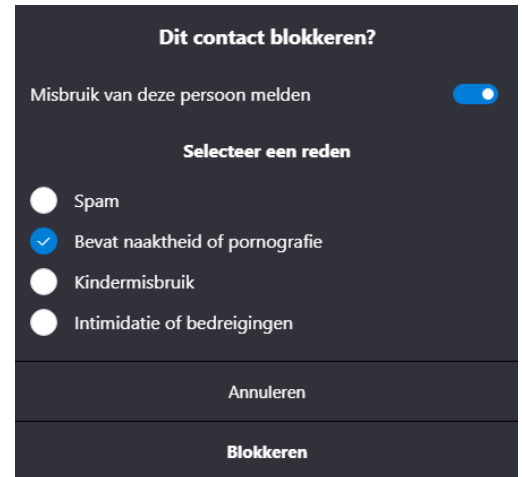 Dit contact blokkeren?
Misbruik van deze persoon melden
Selecteer een reden
Spam
Bevat naaktheid of pornografie
Kindermisbruik
Intimidatie of bedreigingen
Annuleren
Blokkeren